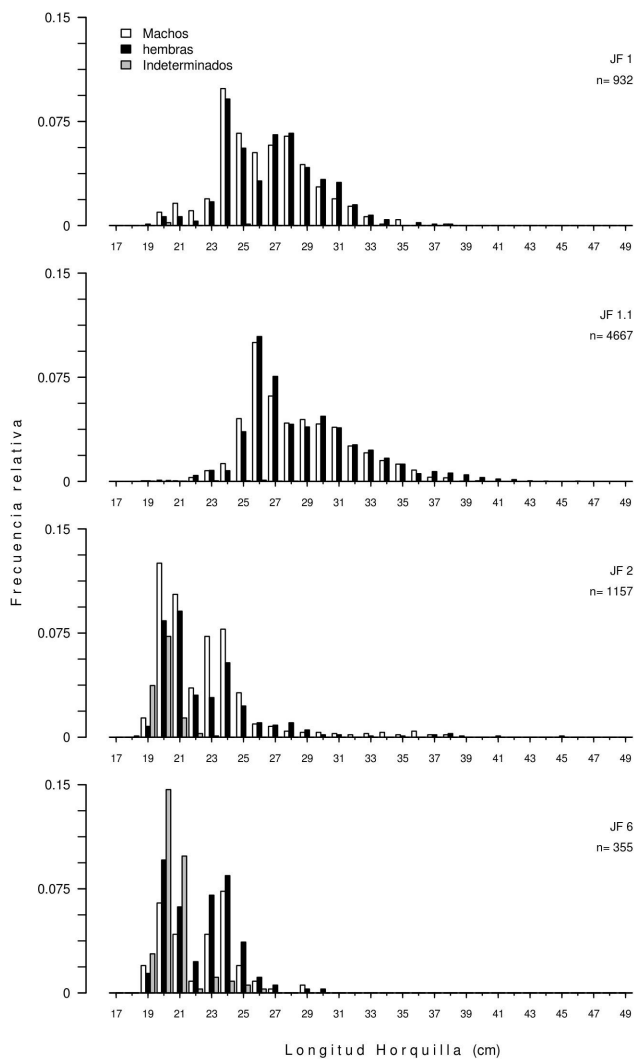 0.15
0.075
0
Machos
hembras
Indeterminados
JF 1
n= 932
17 19 21 23 25 27 29 31 33 35 37 39 41 43 45 47 49
0.15
0.075
0
JF 1.1
n= 4667
17 19 21 23 25 27 29 31 33 35 37 39 41 43 45 47 49
Frecuencia relativa
0.15
0.075
0
JF 2
n= 1157
17 19 21 23 25 27 29 31 33 35 37 39 41 43 45 47 49
0.15
0.075
0
JF 6
n= 355
17 19 21 23 25 27 29 31 33 35 37 39 41 43 45 47 49
Longitud Horquilla (cm)